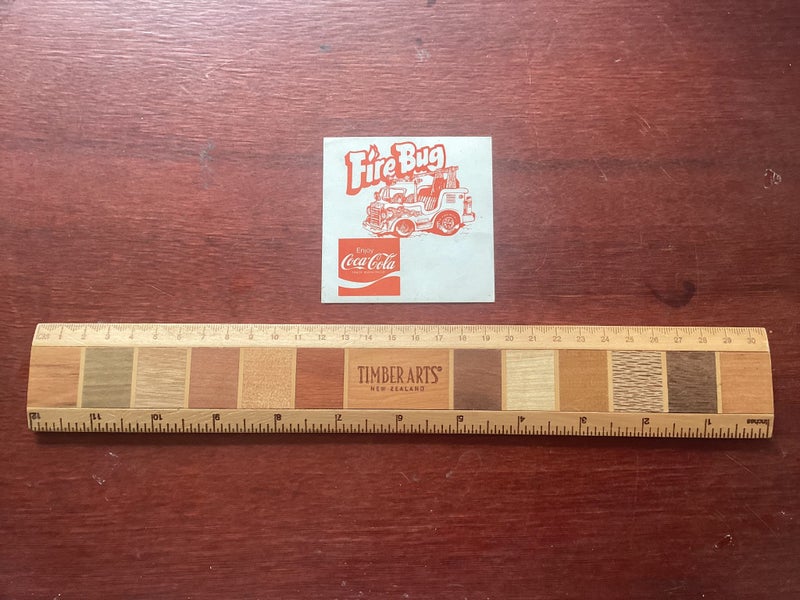 Fire Bug
Enjoy
Coca-Cola
Cms 1 2 3 4 5 6 7 8 9 10 11 12 13 14 15 16 17 18 19 20 21 22 23 24 25 26 27 28 29 30
TIMBER ARTS®
NEW ZEALAND
12 11 10 9 8 7 6 5 4 3 2 1 Inches